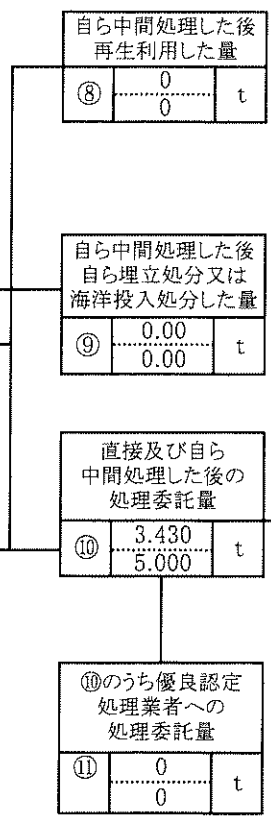 自ら中間処理した後
再生利用した量
⑧ 0 t
0
自ら中間処理した後
自ら埋立処分又は
海洋投入処分した量
⑨ 0.00 t
0.00
直接及び自ら
中間処理した後の
処理委託量
⑩ 3.430 t
5.000
⑩のうち優良認定
処理業者への
処理委託量
⑪ 0 t
0